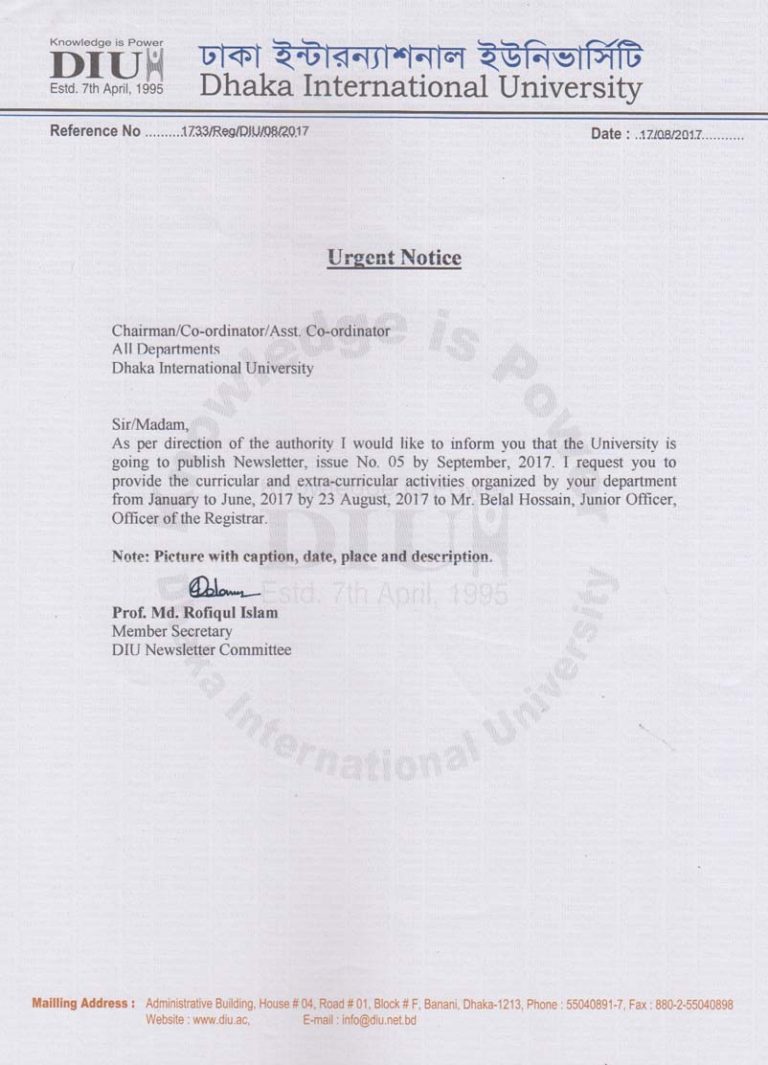 Knowledge is Power
DIU
Estd. 7th April, 1995
ঢাকা ইন্টারন্যাশনাল ইউনিভার্সিটি
Dhaka International University
Reference No .........1733/Reg/DIU/08/2017
Date : ..17/08/2017...........
Urgent Notice
Chairman/Co-ordinator/Asst. Co-ordinator
All Departments
Dhaka International University
Sir/Madam,
As per direction of the authority I would like to inform you that the University is
going to publish Newsletter, issue No. 05 by September, 2017. I request you to
provide the curricular and extra-curricular activities organized by your department
from January to June, 2017 by 23 August, 2017 to Mr. Belal Hossain, Junior Officer,
Officer of the Registrar.
Note: Picture with caption, date, place and description.
Prof. Md. Rofiqul Islam
Member Secretary
DIU Newsletter Committee
Knowledge is Power
DIU
Estd. 7th April, 1995
Dhaka International University
Mailling Address : Administrative Building, House # 04, Road # 01, Block # F, Banani, Dhaka-1213, Phone : 55040891-7, Fax : 880-2-55040898
Website : www.diu.ac, E-mail : info@diu.net.bd